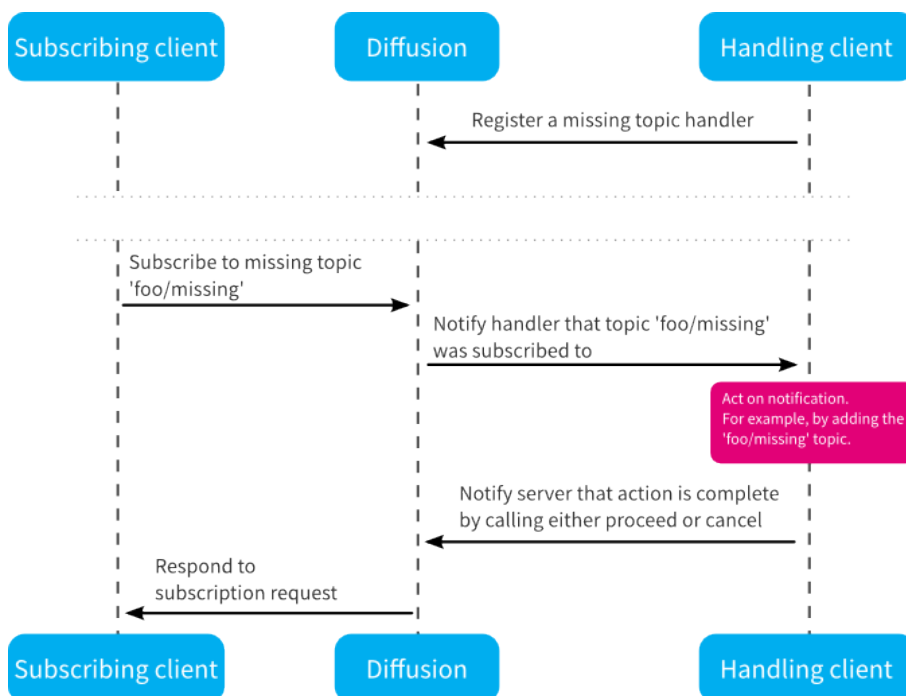 Subscribing client
Diffusion
Handling client
Register a missing topic handler
Subscribe to missing topic
'foo/missing'
Notify handler that topic 'foo/missing'
was subscribed to
Act on notification.
For example, by adding the
'foo/missing' topic.
Notify server that action is complete
by calling either proceed or cancel
Respond to
subscription request
Subscribing client
Diffusion
Handling client